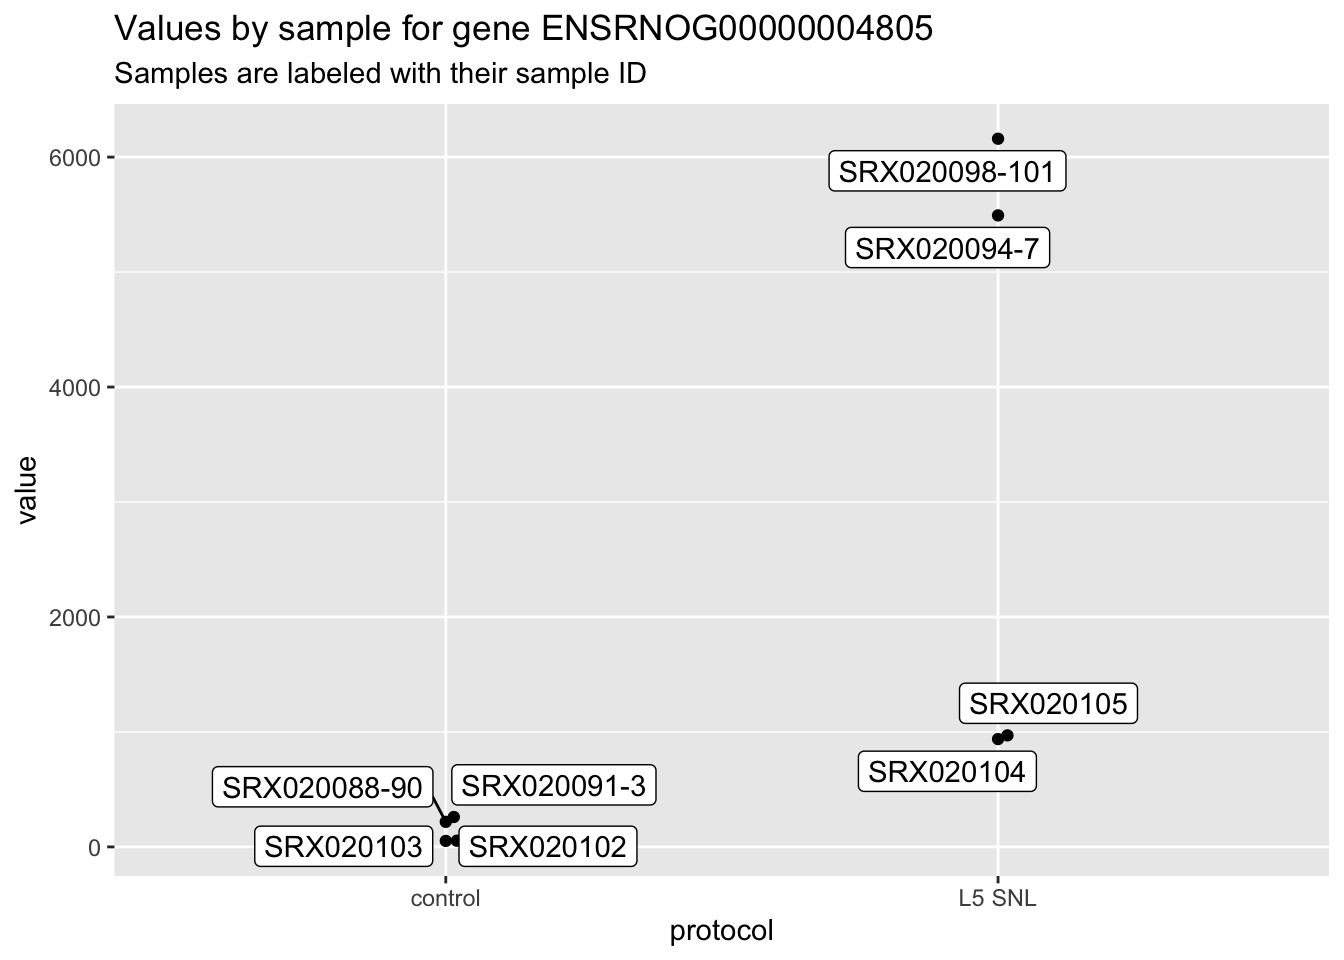 Values by sample for gene ENSRNOG00000004805
Samples are labeled with their sample ID
6000
4000
2000
0
value
SRX020098-101
SRX020094-7
SRX020105
SRX020104
SRX020088-90
SRX020091-3
SRX020103
SRX020102
control
L5 SNL
protocol